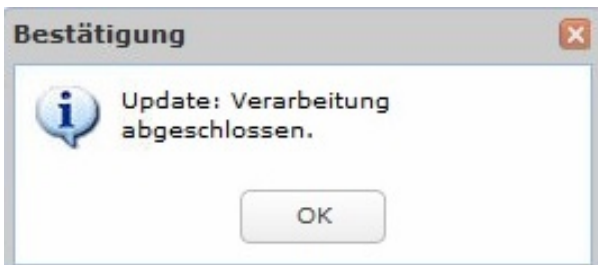 Bestätigung
Update: Verarbeitung
abgeschlossen.
OK